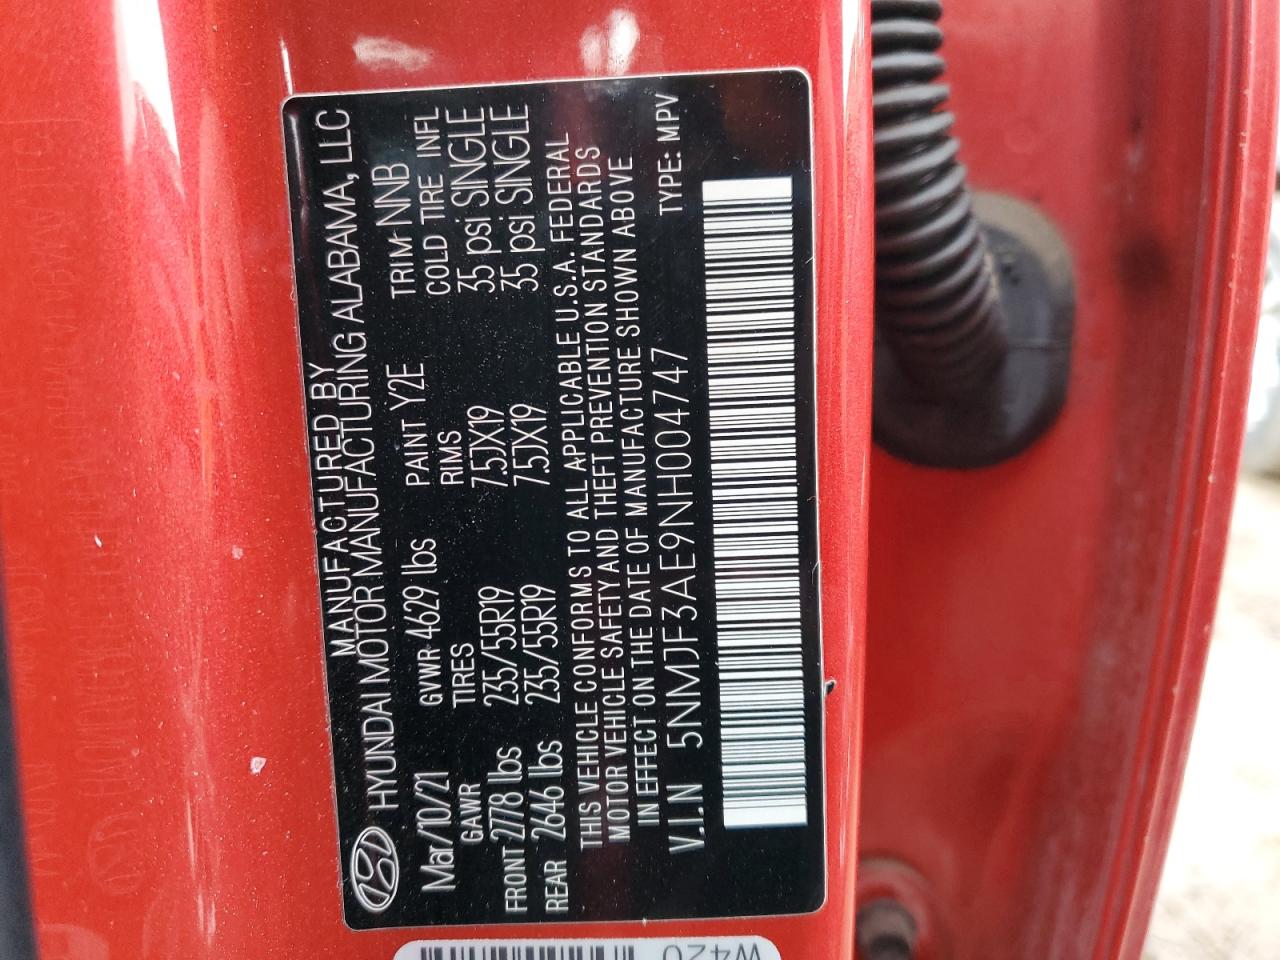 MANUFACTURED BY
HYUNDAI MOTOR MANUFACTURING ALABAMA, LLC
Mar/10/21 GVWR 4629 lbs PAINT Y2E TRIM NNB
GAWR TIRES RIMS COLD TIRE INFL
FRONT 2778 lbs 235/55R19 7.5JX19 35 psi SINGLE
REAR 2646 lbs 235/55R19 7.5JX19 35 psi SINGLE
THIS VEHICLE CONFORMS TO ALL APPLICABLE U.S.A. FEDERAL
MOTOR VEHICLE SAFETY AND THEFT PREVENTION STANDARDS
IN EFFECT ON THE DATE OF MANUFACTURE SHOWN ABOVE
V.I.N 5NMJF3AE9NH004747 TYPE: MPV
W420